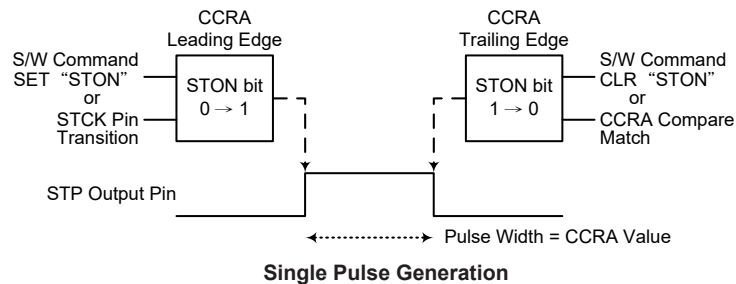 CCRA
Leading Edge
CCRA
Trailing Edge
S/W Command
SET “STON”
or
STCK Pin
Transition
STON bit
0 → 1
STON bit
1 → 0
S/W Command
CLR “STON”
or
CCRA Compare
Match
STP Output Pin
Pulse Width = CCRA Value
Single Pulse Generation